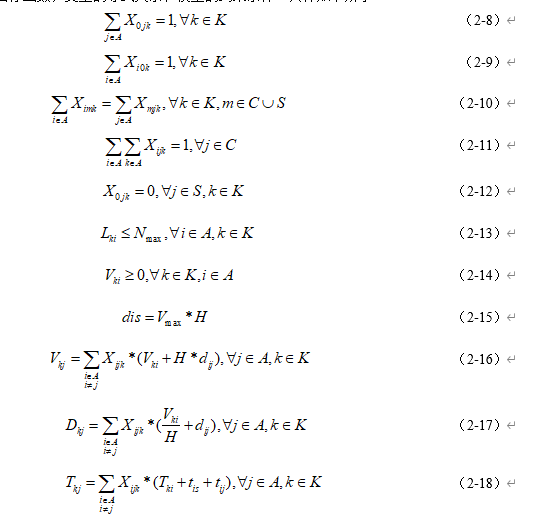 ∑_{j∈A} X_{0jk} = 1, ∀k∈K (2-8)
∑_{i∈A} X_{i0k} = 1, ∀k∈K (2-9)
∑_{i∈A} X_{imk} = ∑_{j∈A} X_{mjk}, ∀k∈K, m∈C∪S (2-10)
∑_{i∈A} ∑_{k∈A} X_{ijk} = 1, ∀j∈C (2-11)
X_{0jk} = 0, ∀j∈S, k∈K (2-12)
L_{ki} ≤ N_{max}, ∀i∈A, k∈K (2-13)
V_{ki} ≥ 0, ∀k∈K, i∈A (2-14)
dis = V_{max} * H (2-15)
V_{kj} = ∑_{i∈A, i≠j} X_{ijk} * (V_{ki} + H * d_{ij}), ∀j∈A, k∈K (2-16)
D_{kj} = ∑_{i∈A, i≠j} X_{ijk} * (V_{ki}/H + d_{ij}), ∀j∈A, k∈K (2-17)
T_{kj} = ∑_{i∈A, i≠j} X_{ijk} * (T_{ki} + t_{is} + t_{ij}), ∀j∈A, k∈K (2-18)